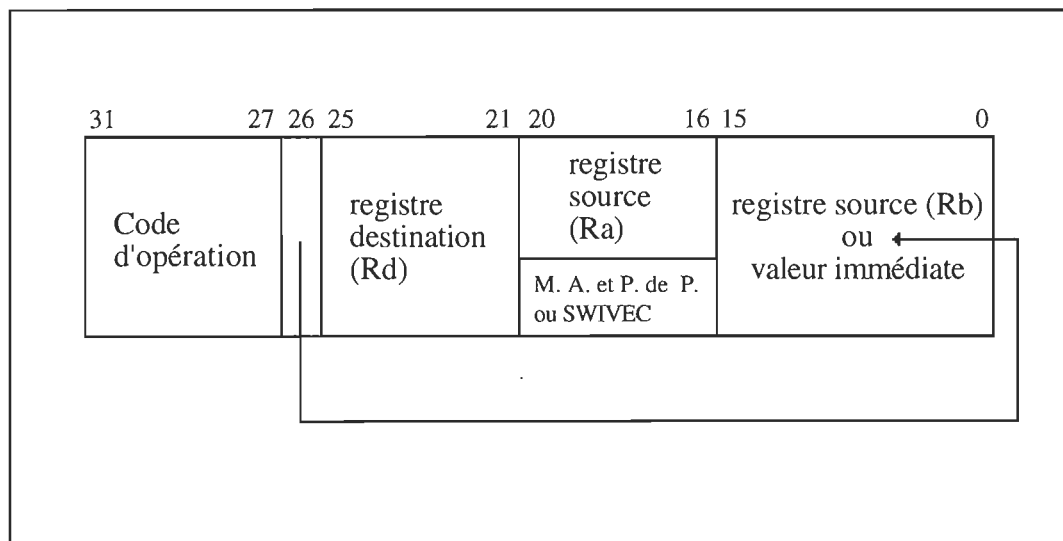 31 27 26 25 21 20 16 15 0
Code
d'opération
registre
destination
(Rd)
registre
source
(Ra)
M. A. et P. de P.
ou SWIVEC
registre source (Rb)
ou
valeur immédiate